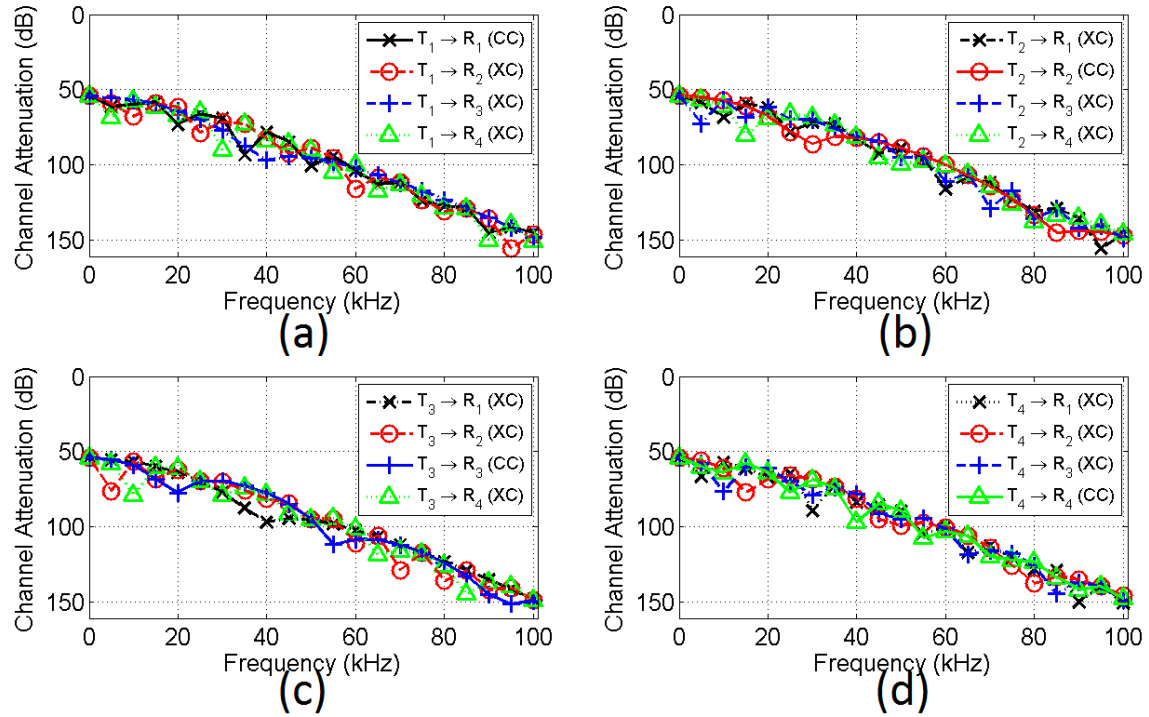 0
50
100
150
Channel Attenuation (dB)
T1 → R1 (CC)
T1 → R2 (XC)
T1 → R3 (XC)
T1 → R4 (XC)
0 20 40 60 80 100
Frequency (kHz)
(a)
0
50
100
150
Channel Attenuation (dB)
T2 → R1 (XC)
T2 → R2 (CC)
T2 → R3 (XC)
T2 → R4 (XC)
0 20 40 60 80 100
Frequency (kHz)
(b)
0
50
100
150
Channel Attenuation (dB)
T3 → R1 (XC)
T3 → R2 (XC)
T3 → R3 (CC)
T3 → R4 (XC)
0 20 40 60 80 100
Frequency (kHz)
(c)
0
50
100
150
Channel Attenuation (dB)
T4 → R1 (XC)
T4 → R2 (XC)
T4 → R3 (XC)
T4 → R4 (CC)
0 20 40 60 80 100
Frequency (kHz)
(d)